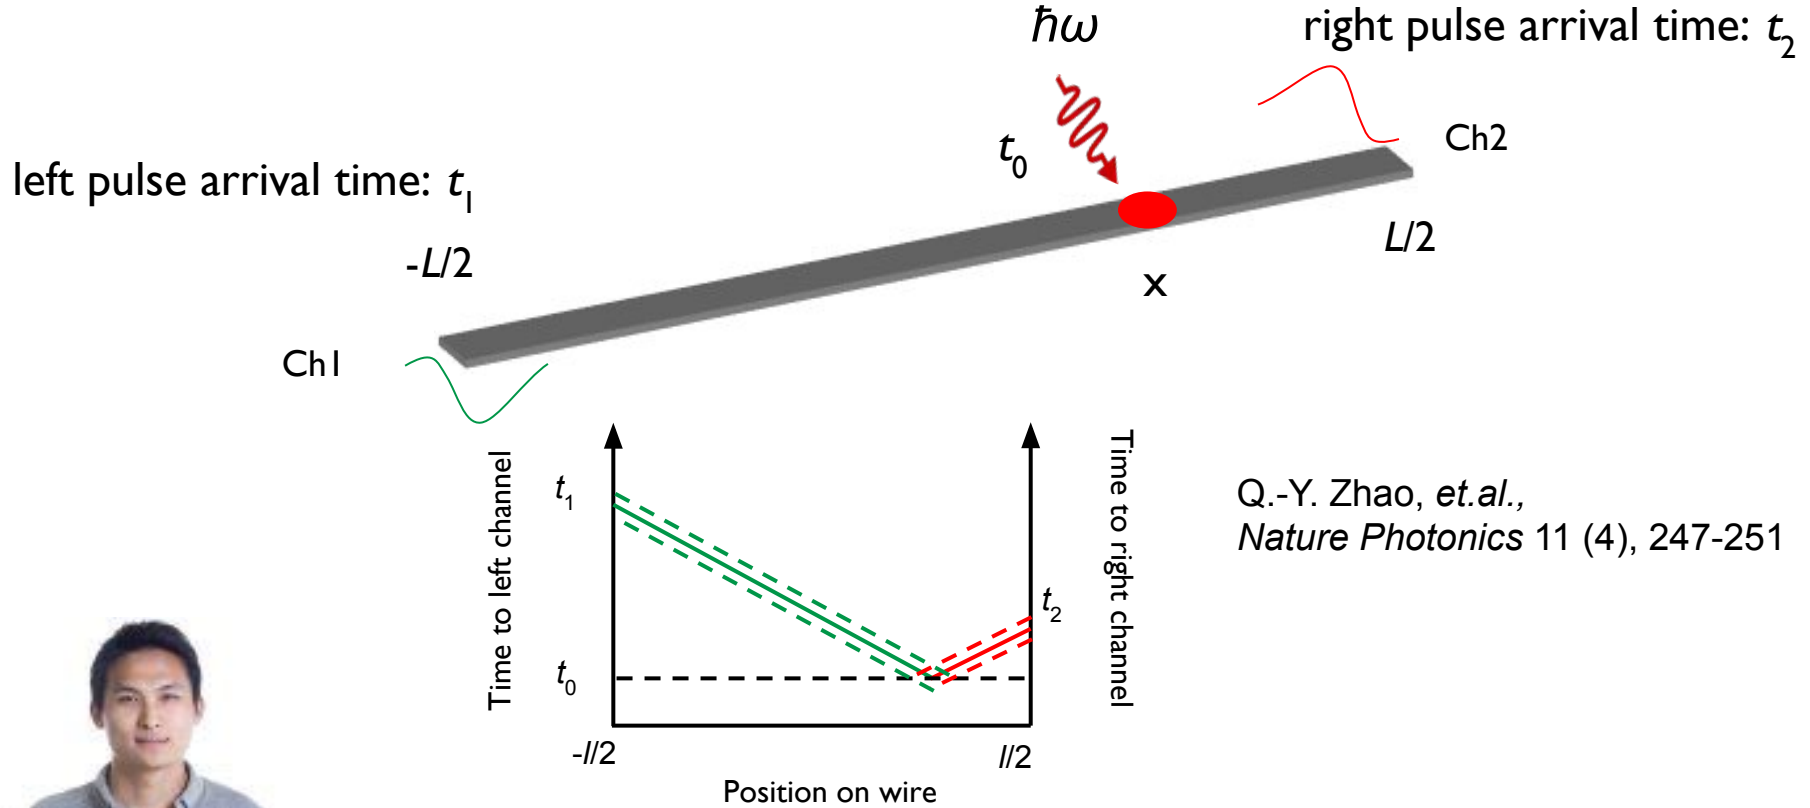 ħω
right pulse arrival time: t₂
Ch2
t₀
left pulse arrival time: t₁
-L/2
L/2
x
Ch1
Time to left channel
Time to right channel
t₁
t₂
t₀
Q.-Y. Zhao, et.al.,
Nature Photonics 11 (4), 247-251
-l/2
l/2
Position on wire